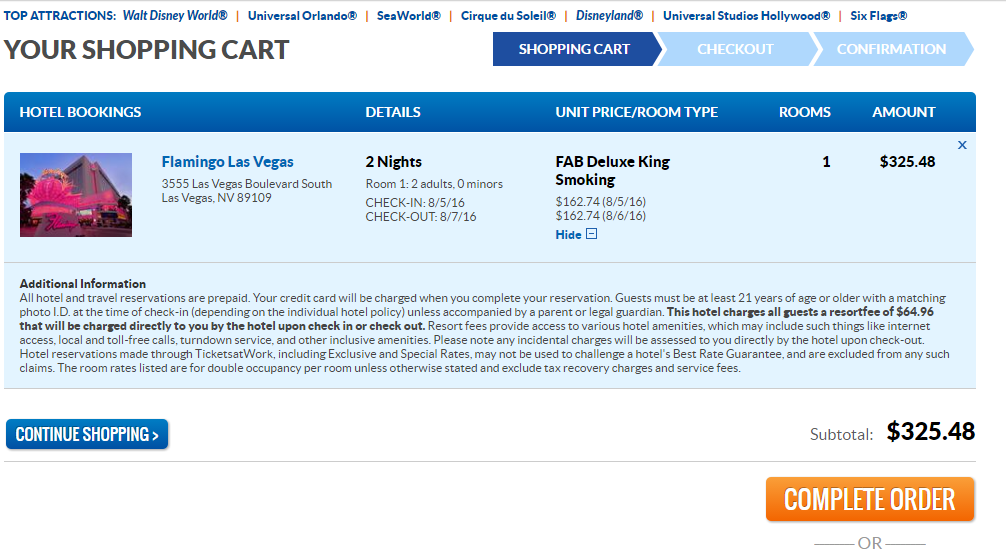 TOP ATTRACTIONS: Walt Disney World® | Universal Orlando® | SeaWorld® | Cirque du Soleil® | Disneyland® | Universal Studios Hollywood® | Six Flags®
YOUR SHOPPING CART
SHOPPING CART CHECKOUT CONFIRMATION
HOTEL BOOKINGS DETAILS UNIT PRICE/ROOM TYPE ROOMS AMOUNT
x
Flamingo Las Vegas
3555 Las Vegas Boulevard South
Las Vegas, NV 89109
2 Nights
Room 1: 2 adults, 0 minors
CHECK-IN: 8/5/16
CHECK-OUT: 8/7/16
FAB Deluxe King
Smoking
$162.74 (8/5/16)
$162.74 (8/6/16)
Hide
1
$325.48
Additional Information
All hotel and travel reservations are prepaid. Your credit card will be charged when you complete your reservation. Guests must be at least 21 years of age or older with a matching
photo I.D. at the time of check-in (depending on the individual hotel policy) unless accompanied by a parent or legal guardian. This hotel charges all guests a resortfee of $64.96
that will be charged directly to you by the hotel upon check in or check out. Resort fees provide access to various hotel amenities, which may include such things like internet
access, local and toll-free calls, turndown service, and other inclusive amenities. Please note any incidental charges will be assessed to you directly by the hotel upon check-out.
Hotel reservations made through TicketsatWork, including Exclusive and Special Rates, may not be used to challenge a hotel's Best Rate Guarantee, and are excluded from any such
claims. The room rates listed are for double occupancy per room unless otherwise stated and exclude tax recovery charges and service fees.
CONTINUE SHOPPING >
Subtotal: $325.48
COMPLETE ORDER
OR